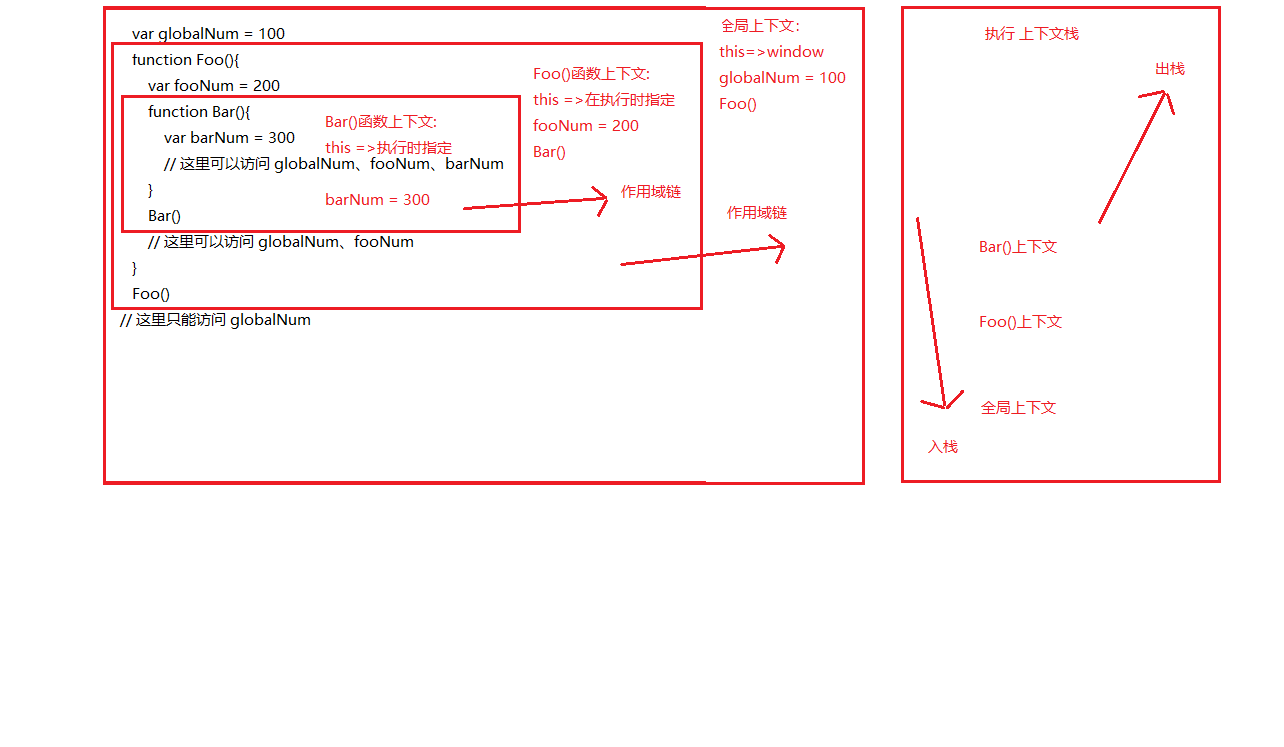 var globalNum = 100
function Foo(){
var fooNum = 200
function Bar(){
var barNum = 300
// 这里可以访问 globalNum、fooNum、barNum
}
Bar()
// 这里可以访问 globalNum、fooNum
}
Foo()
// 这里只能访问 globalNum
Bar()函数上下文:
this =>执行时指定
barNum = 300
作用域链
Foo()函数上下文:
this =>在执行时指定
fooNum = 200
Bar()
作用域链
全局上下文:
this=>window
globalNum = 100
Foo()
执行 上下文栈
出栈
Bar()上下文
Foo()上下文
全局上下文
入栈